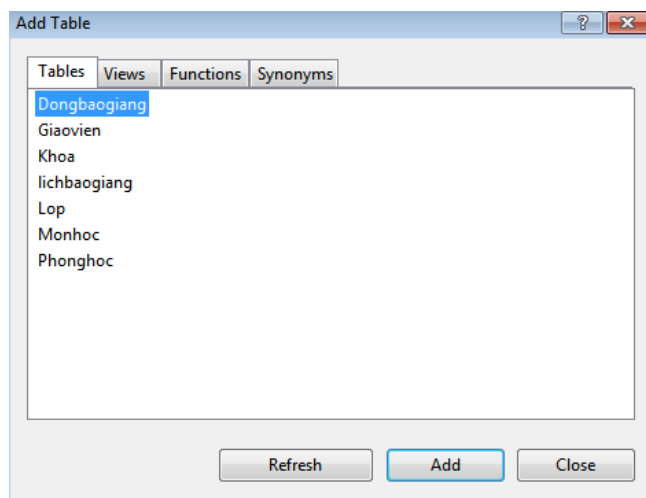 Add Table
Tables Views Functions Synonyms
Dongbaogiang
Giaovien
Khoa
lichbaogiang
Lop
Monhoc
Phonghoc
Refresh Add Close